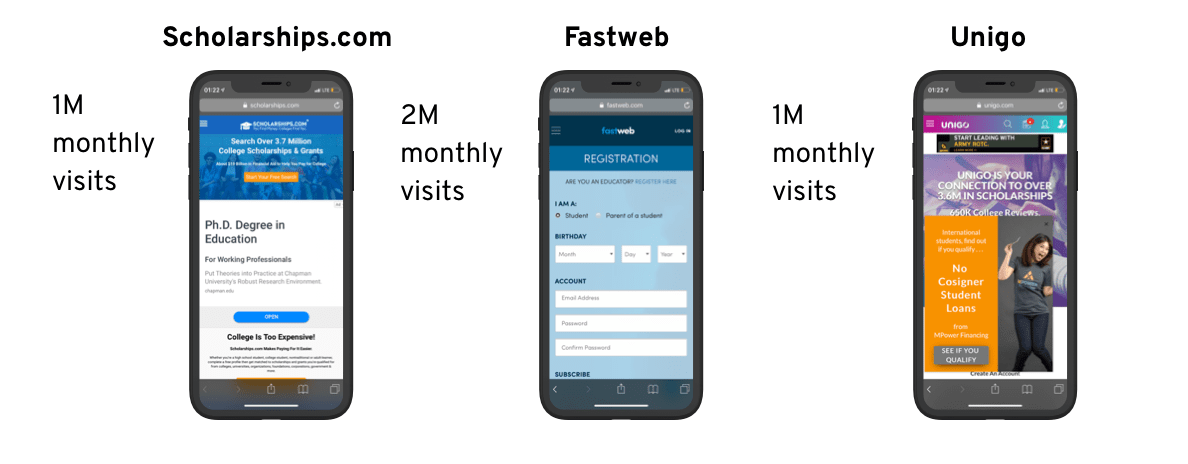 Scholarships.com
Fastweb
Unigo
1M
monthly
visits
01:22
LTE
scholarships.com
SCHOLARSHIPS.COM
Search Over 3.7 Million
College Scholarships & Grants
Start Your Free Search
Ad
Ph.D. Degree in
Education
For Working Professionals
Put Theories into Practice at Chapman
University's Robust Research Environment.
chapman.edu
OPEN
College Is Too Expensive!
Scholarships.com Makes Paying For It Easier
2M
monthly
visits
01:22
LTE
fastweb.com
fastweb
LOG IN
REGISTRATION
ARE YOU AN EDUCATOR? REGISTER HERE
I AM A:
Student Parent of a student
BIRTHDAY
Month Day Year
ACCOUNT
Email Address
Password
Confirm Password
SUBSCRIBE
1M
monthly
visits
01:22
LTE
unigo.com
UNIGO
START LEADING WITH
ARMY ROTC.
UNIGO IS YOUR
CONNECTION TO OVER
3.6M IN SCHOLARSHIPS
650K College Reviews.
International
students, find out
if you qualify . . .
No
Cosigner
Student
Loans
from
MPower Financing
SEE IF YOU
QUALIFY
Create An Account